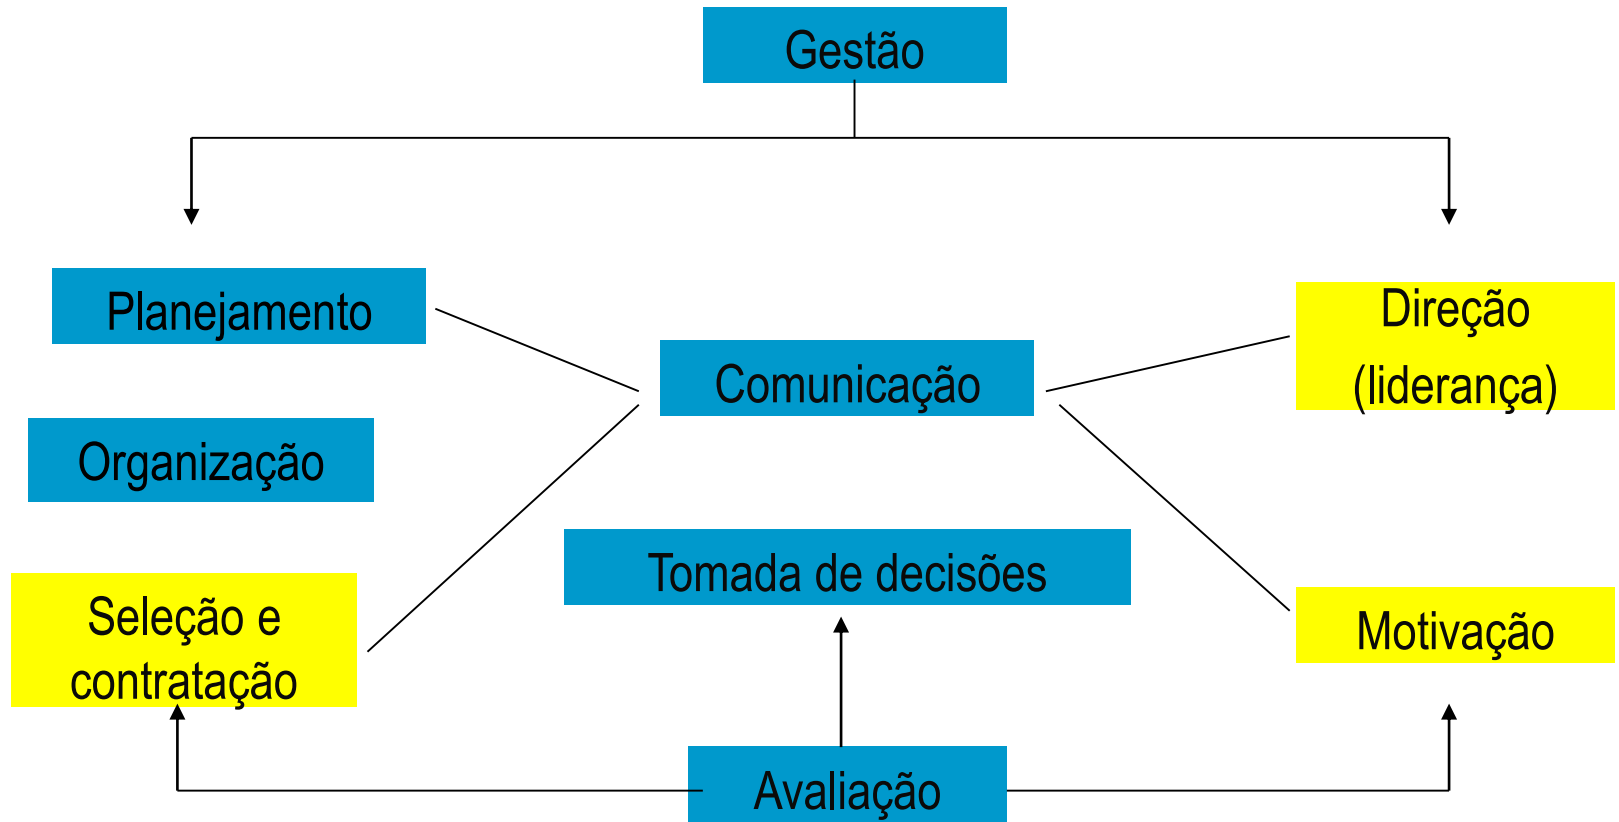 Gestão
Planejamento
Direção
(liderança)
Comunicação
Organização
Tomada de decisões
Seleção e
contratação
Motivação
Avaliação